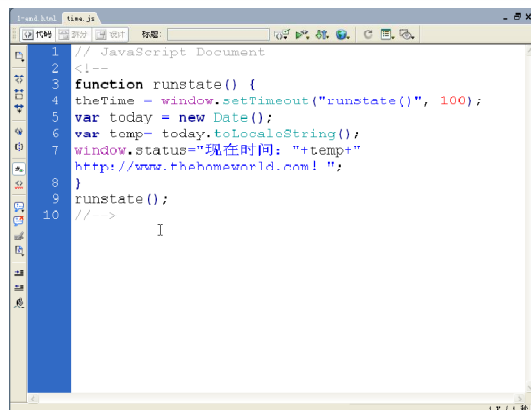 1-end.html time.js
代码 拆分 设计 标题:
1 // JavaScript Document
2 <!--
3 function runstate() {
4 theTime = window.setTimeout("runstate()", 100);
5 var today = new Date();
6 var temp= today.toLocaleString();
7 window.status="现在时间: "+temp+"
http://www.thehomeworld.com! ";
8 }
9 runstate();
10 //-->